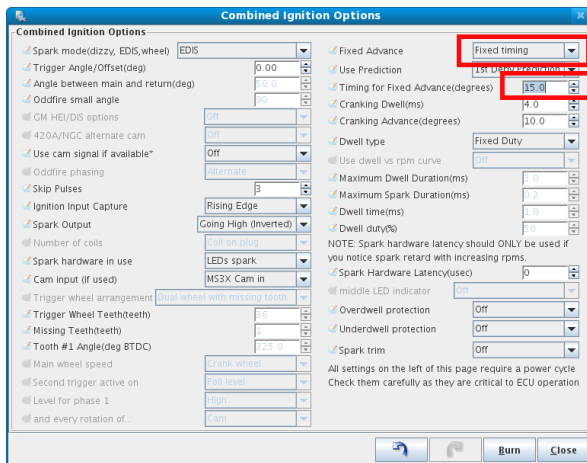 Combined Ignition Options
Combined Ignition Options
Spark mode(dizzy, EDIS,wheel) EDIS
Trigger Angle/Offset(deg) 0.00
Angle between main and return(deg) 50.0
Oddfire small angle 90
GM HEI/DIS options Off
420A/NGC alternate cam Off
Use cam signal if available* Off
Oddfire phasing Alternate
Skip Pulses 3
Ignition Input Capture Rising Edge
Spark Output Going High (Inverted)
Number of coils Coil on plug
Spark hardware in use LEDs spark
Cam input (if used) MS3X Cam in
Trigger wheel arrangement Dual wheel with missing tooth
Trigger Wheel Teeth(teeth) 36
Missing Teeth(teeth) 1
Tooth #1 Angle(deg BTDC) 325.0
Main wheel speed Crank wheel
Second trigger active on Poll level
Level for phase 1 High
and every rotation of.. Cam
Fixed Advance Fixed timing
Use Prediction 1st Deriv Prediction
Timing for Fixed Advance(degrees) 15.0
Cranking Dwell(ms) 4.0
Cranking Advance(degrees) 10.0
Dwell type Fixed Duty
Use dwell vs rpm curve Off
Maximum Dwell Duration(ms) 3.0
Maximum Spark Duration(ms) 0.2
Dwell time(ms) 1.0
Dwell duty(%) 50
NOTE: Spark hardware latency should ONLY be used if
you notice spark retard with increasing rpms.
Spark Hardware Latency(usec) 0
middle LED indicator Off
Overdwell protection Off
Underdwell protection Off
Spark trim Off
All settings on the left of this page require a power cycle
Check them carefully as they are critical to ECU operation
Burn Close